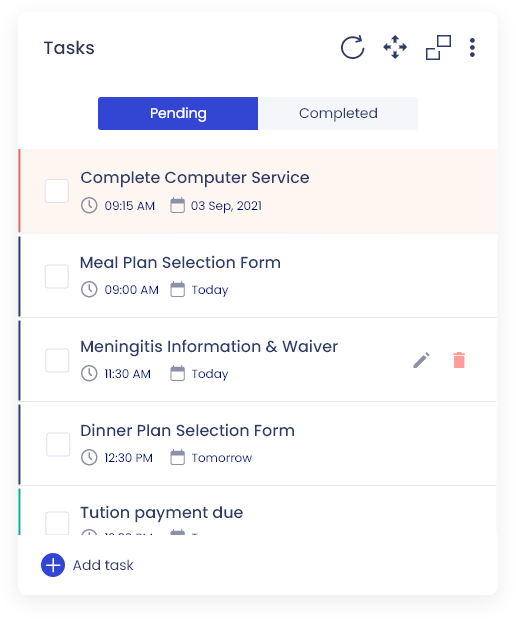 Tasks
Pending
Completed
Complete Computer Service
09:15 AM 03 Sep, 2021
Meal Plan Selection Form
09:00 AM Today
Meningitis Information & Waiver
11:30 AM Today
Dinner Plan Selection Form
12:30 PM Tomorrow
Tution payment due
Add task